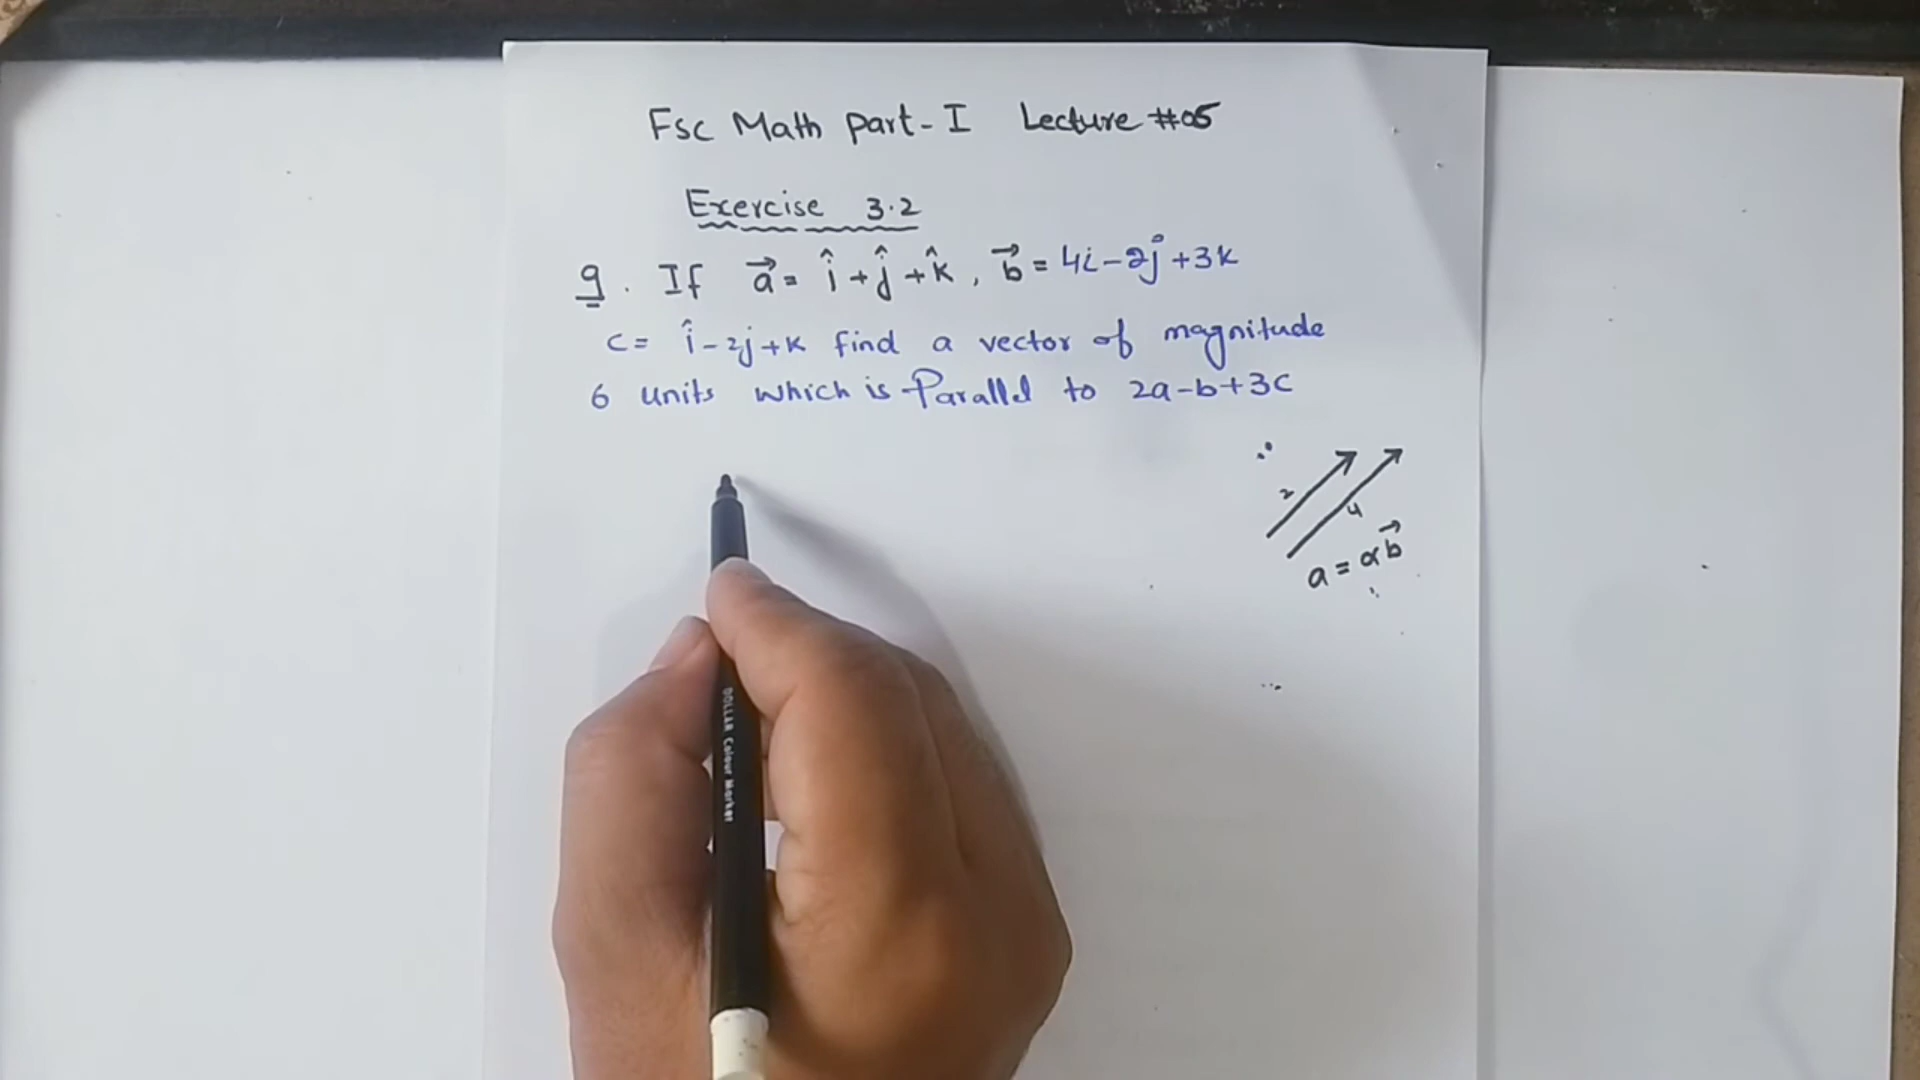 Fsc Math part-I Lecture #05
Exercise 3.2
9. If a⃗ = î + ĵ + k̂, b⃗ = 4i - 2j + 3k
c = î - 2j + k find a vector of magnitude
6 units which is Parallel to 2a-b+3c
2
4
a = αb⃗
DOLLAR Colour Marker